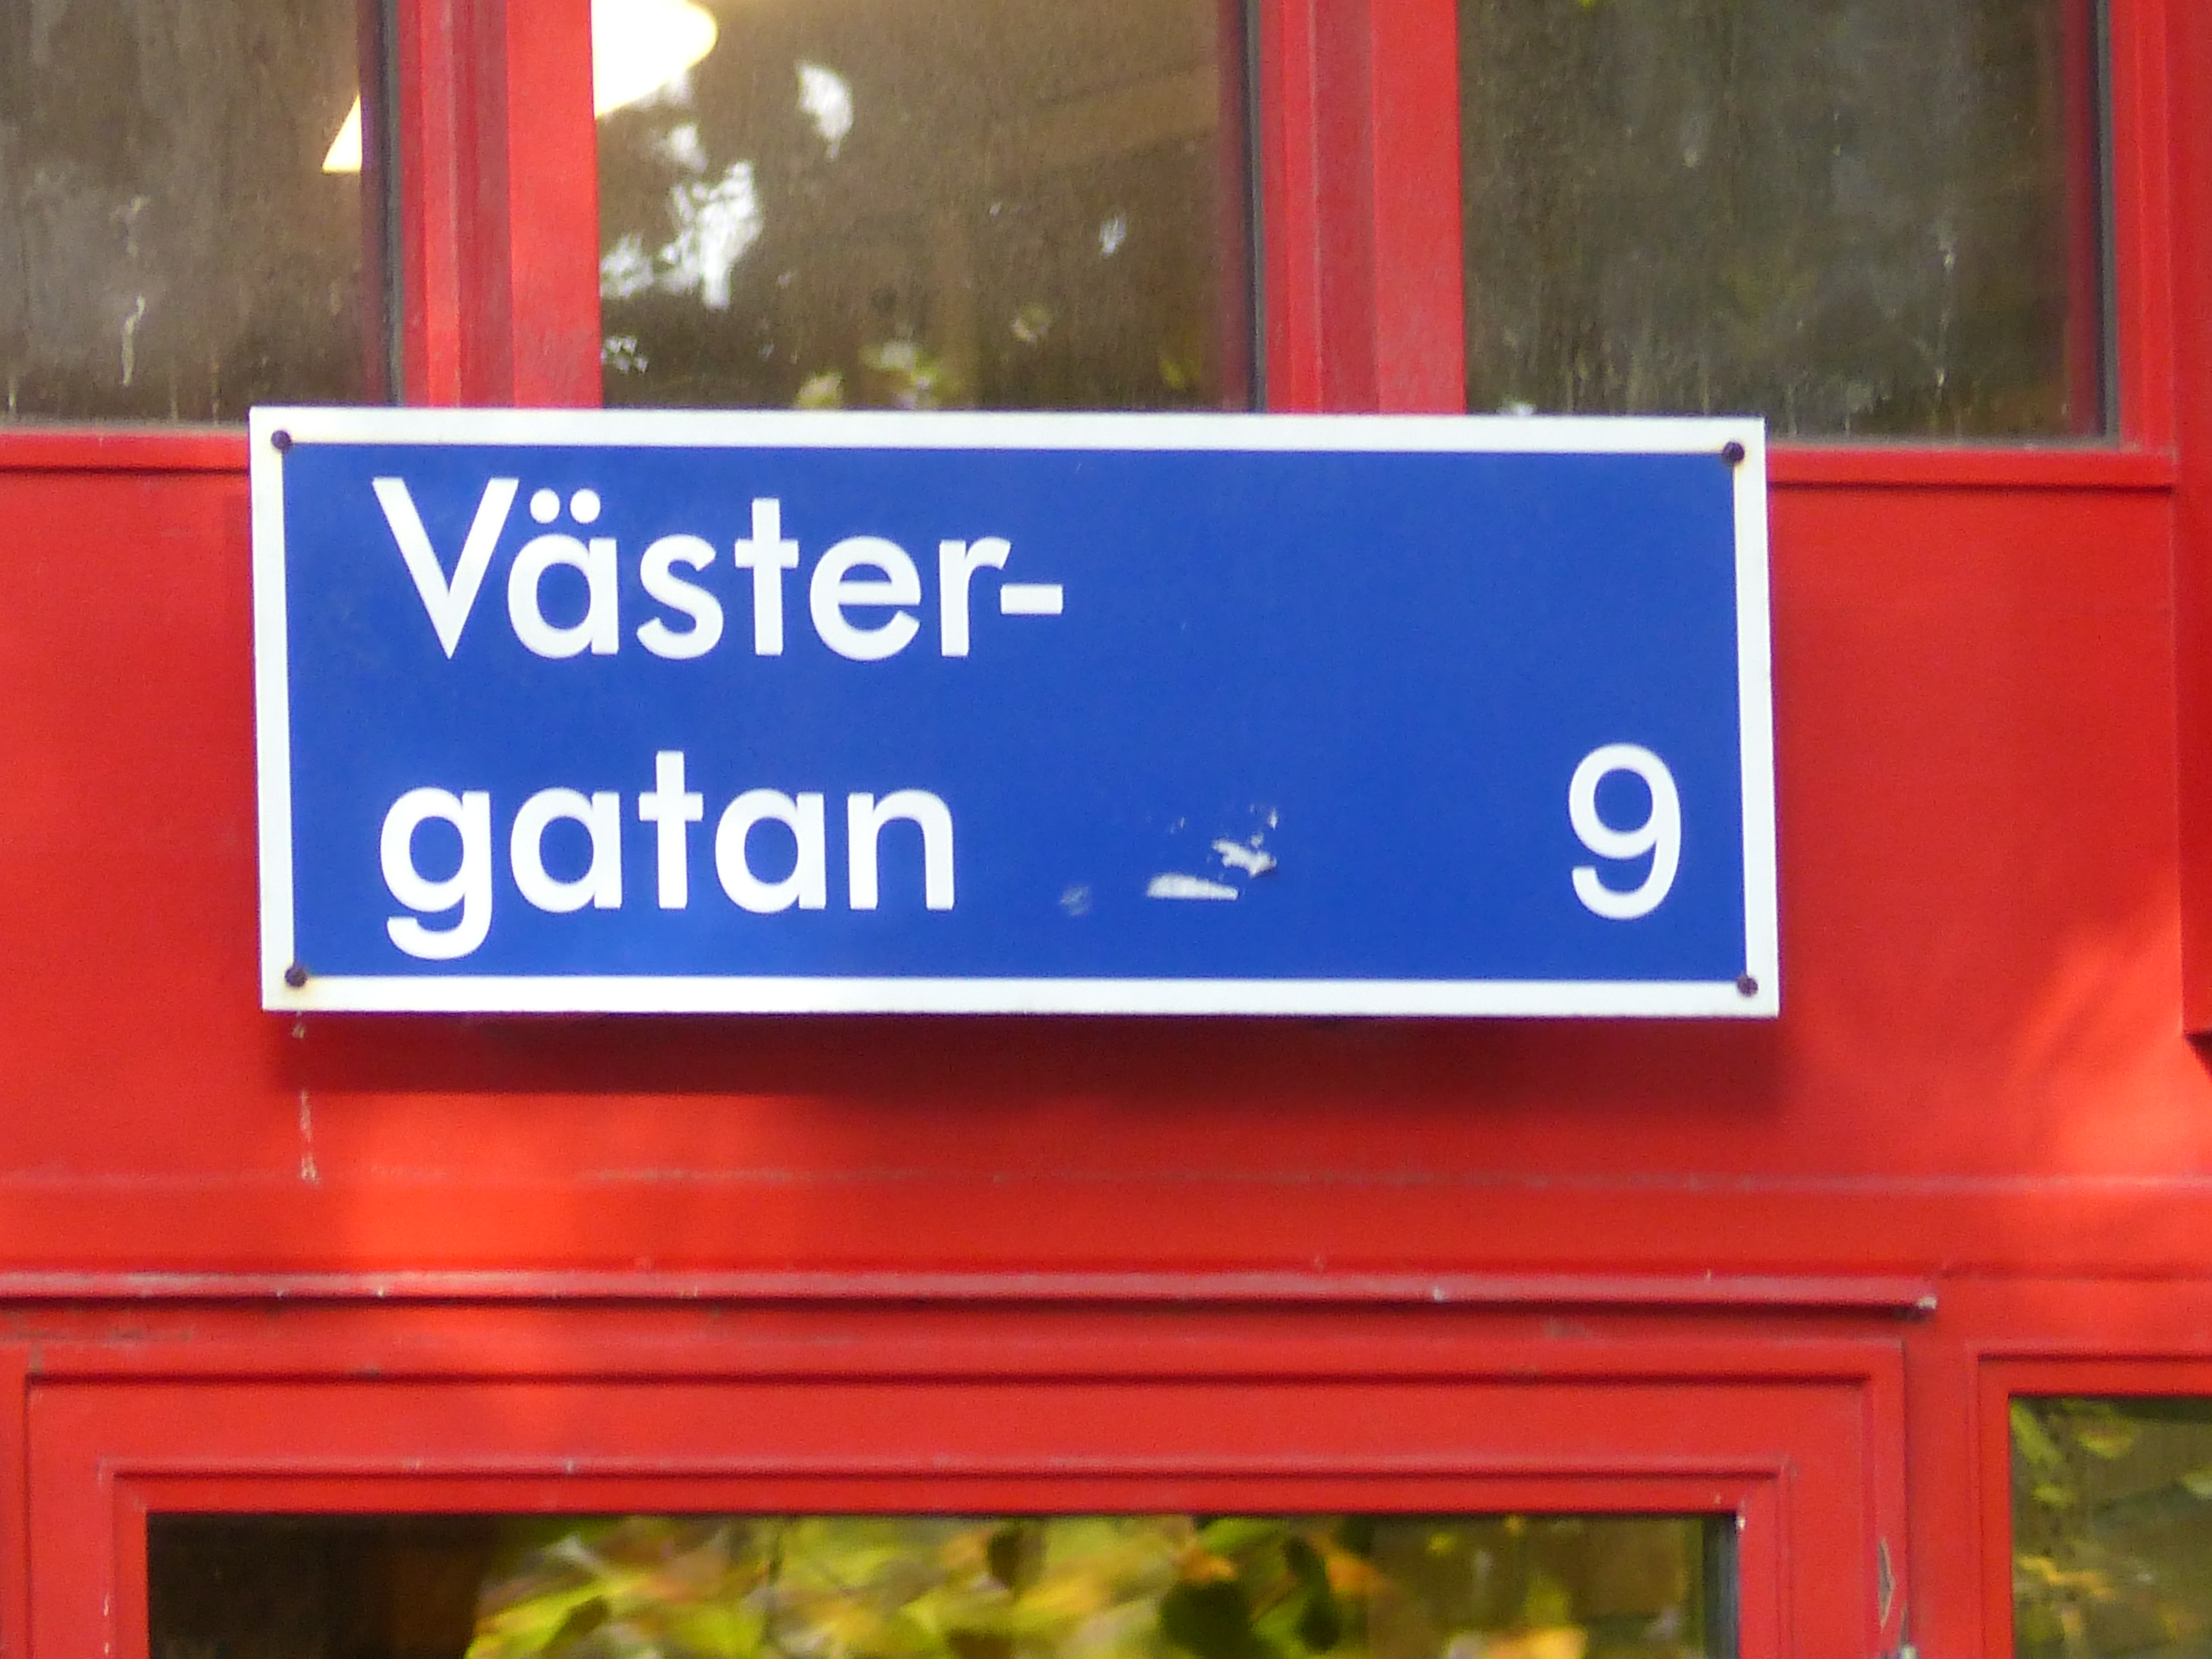 Väster-
gatan 9